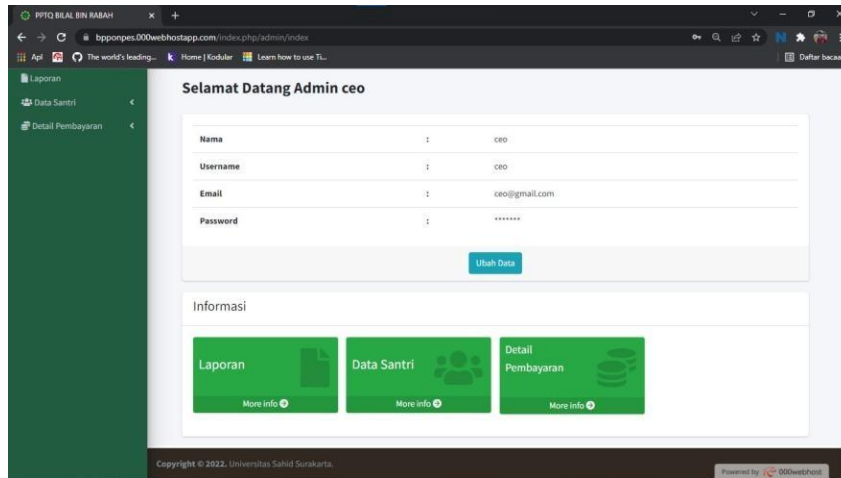 PPTQ BILAL BIN RABAH
bpponpes.000webhostapp.com/index.php/admin/index
Apl
The world's leading...
Home | Kodular
Learn how to use Ti...
Daftar bacaa
Laporan
Data Santri
Detail Pembayaran
Selamat Datang Admin ceo
Nama : ceo
Username : ceo
Email : ceo@gmail.com
Password : *******
Ubah Data
Informasi
Laporan
More info
Data Santri
More info
Detail
Pembayaran
More info
Copyright © 2022. Universitas Sahid Surakarta.
Powered by 000webhost